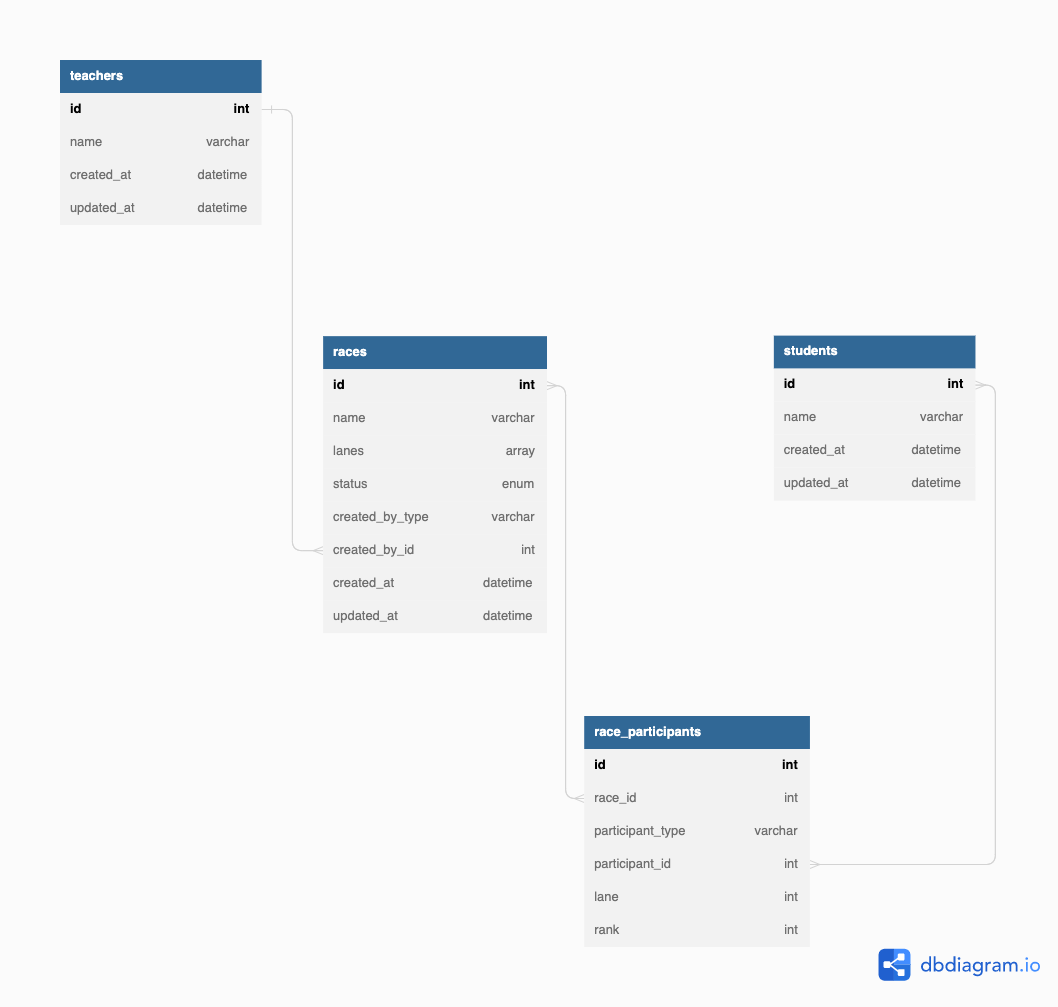 teachers
id int
name varchar
created_at datetime
updated_at datetime
races
id int
name varchar
lanes array
status enum
created_by_type varchar
created_by_id int
created_at datetime
updated_at datetime
students
id int
name varchar
created_at datetime
updated_at datetime
race_participants
id int
race_id int
participant_type varchar
participant_id int
lane int
rank int
dbdiagram.io